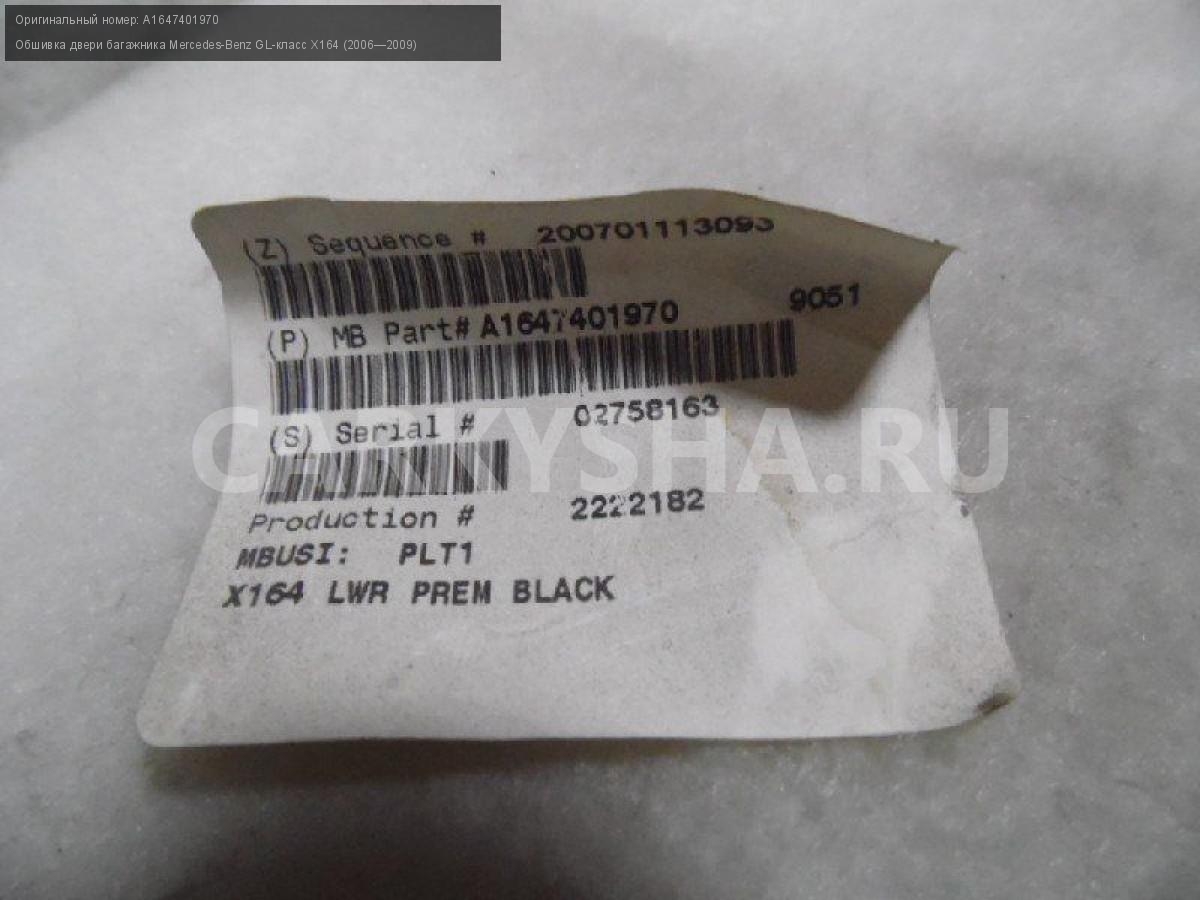 Оригинальный номер: A1647401970
Обшивка двери багажника Mercedes-Benz GL-класс X164 (2006—2009)
(Z) Sequence # 200701113093
(P) MB Part# A1647401970 9051
(S) Serial # 02758163
CARKYSHA.RU
Production # 2222182
MBUSI: PLT1
X164 LWR PREM BLACK